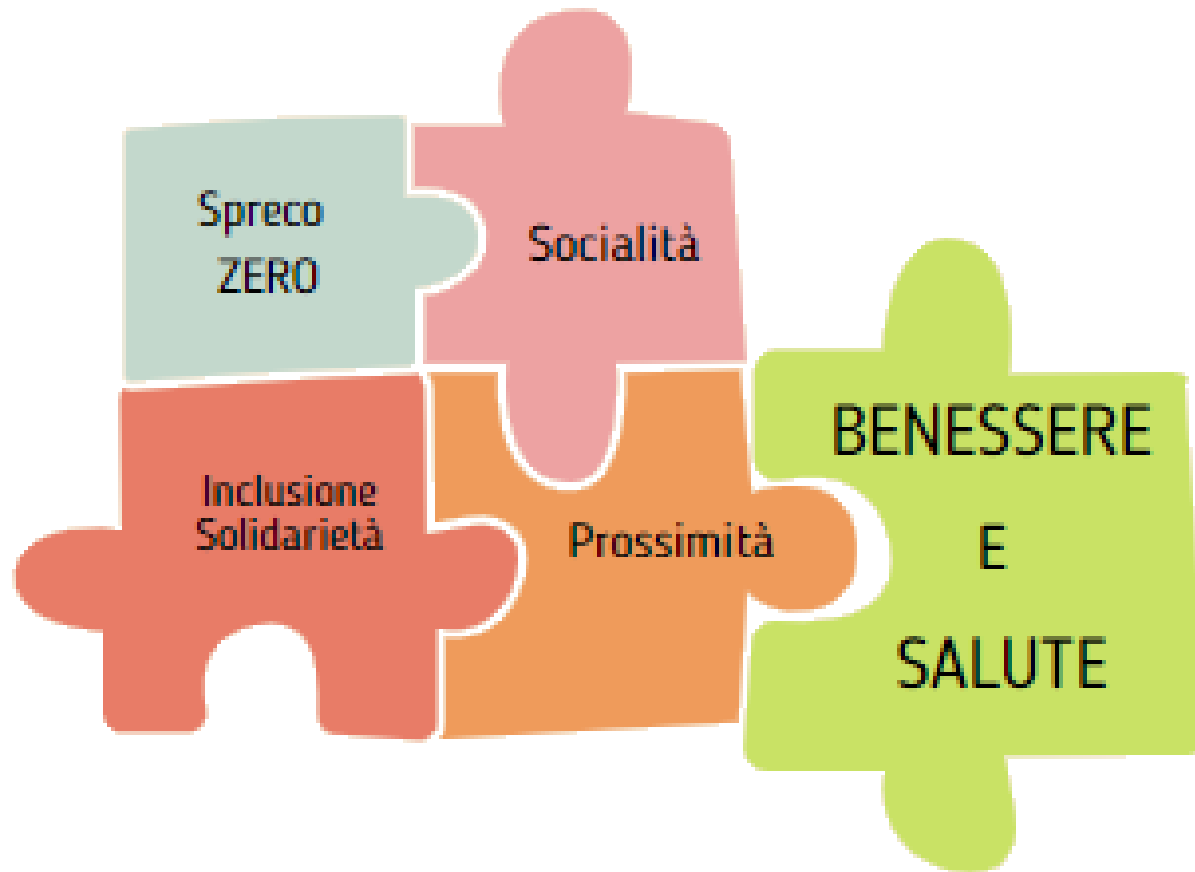 Spreco
ZERO
Socialità
Inclusione
Solidarietà
Prossimità
BENESSERE
E
SALUTE